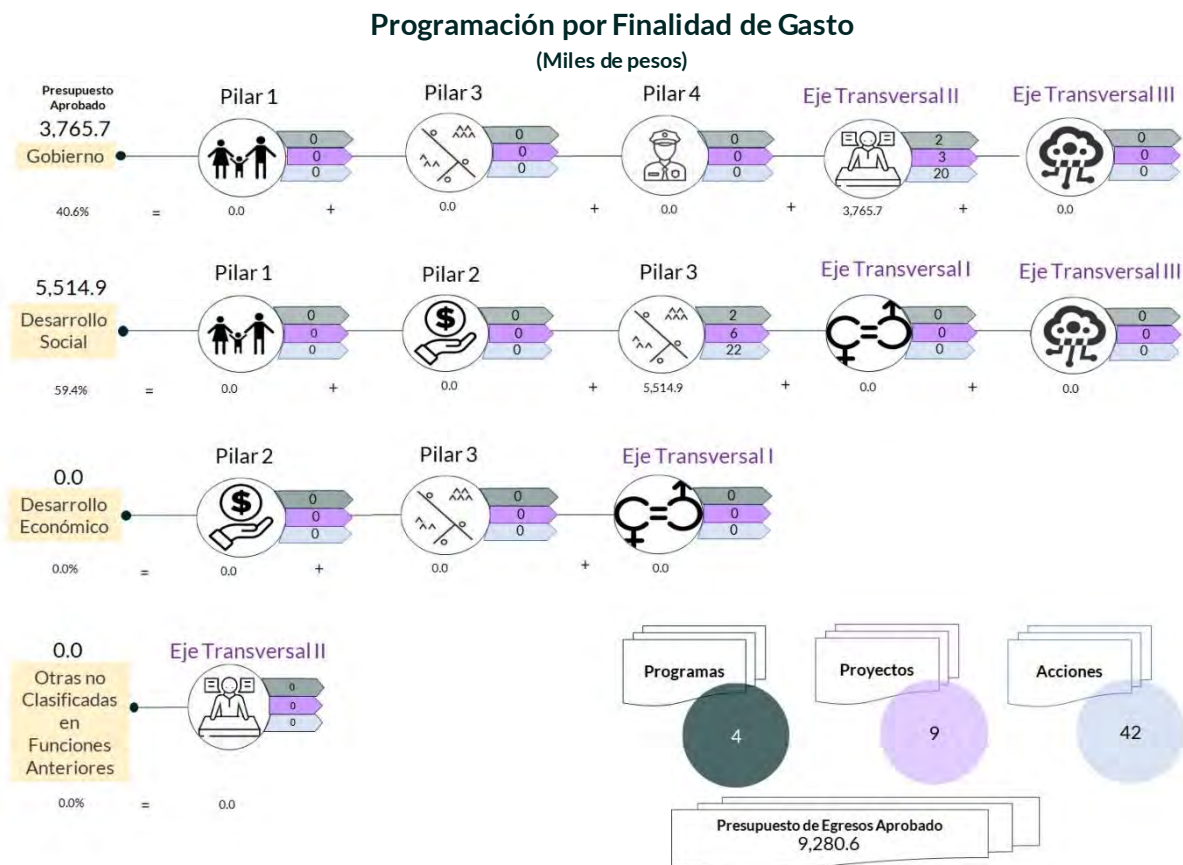 Programación por Finalidad de Gasto
(Miles de pesos)
Presupuesto
Aprobado
3,765.7
Gobierno
Pilar 1
0
0
0
Pilar 3
0
0
0
Pilar 4
0
0
0
Eje Transversal II
2
3
20
Eje Transversal III
0
0
0
40.6% = 0.0 + 0.0 + 0.0 + 3,765.7 + 0.0
5,514.9
Desarrollo
Social
Pilar 1
0
0
0
Pilar 2
$
0
0
0
Pilar 3
2
6
22
Eje Transversal I
0
0
0
Eje Transversal III
0
0
0
59.4% = 0.0 + 0.0 + 5,514.9 + 0.0 + 0.0
0.0
Desarrollo
Económico
Pilar 2
$
0
0
0
Pilar 3
0
0
0
Eje Transversal I
0
0
0
0.0% = 0.0 + 0.0 + 0.0
0.0
Otras no
Clasificadas
en
Funciones
Anteriores
Eje Transversal II
0
0
0
0.0% = 0.0
Programas
4
Proyectos
9
Acciones
42
Presupuesto de Egresos Aprobado
9,280.6